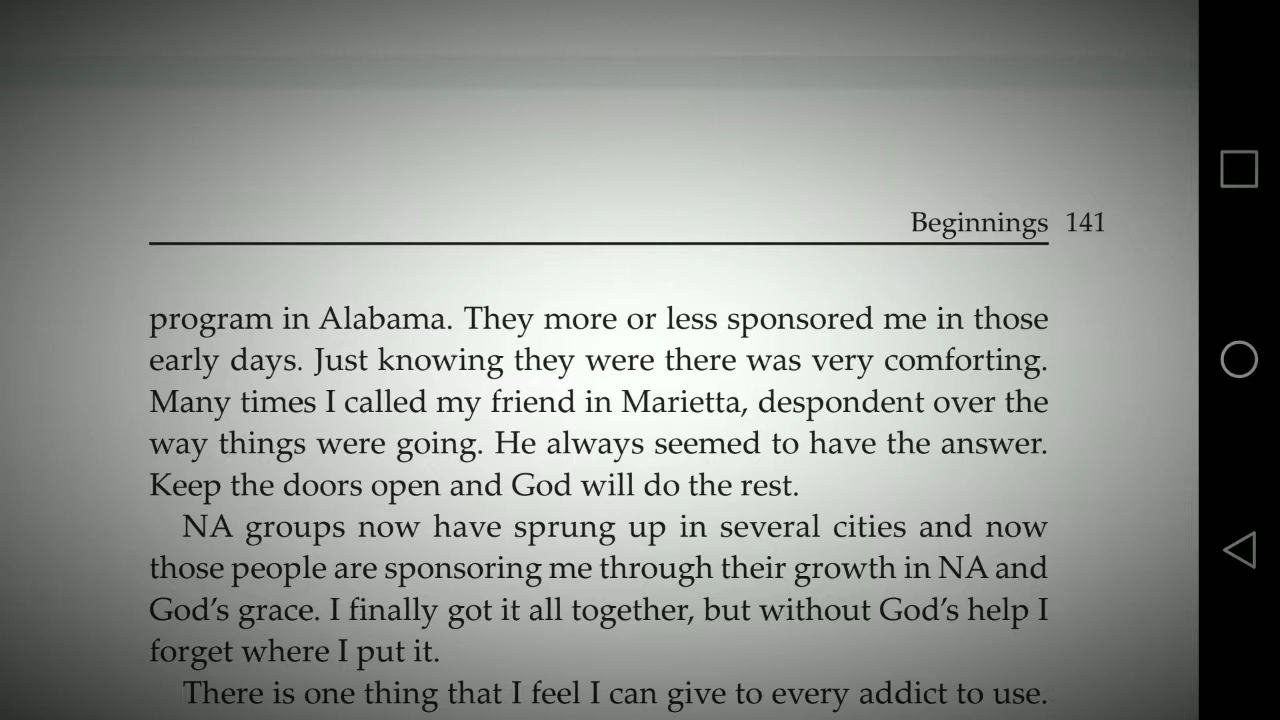 Beginnings 141
program in Alabama. They more or less sponsored me in those
early days. Just knowing they were there was very comforting.
Many times I called my friend in Marietta, despondent over the
way things were going. He always seemed to have the answer.
Keep the doors open and God will do the rest.
NA groups now have sprung up in several cities and now
those people are sponsoring me through their growth in NA and
God’s grace. I finally got it all together, but without God’s help I
forget where I put it.
There is one thing that I feel I can give to every addict to use.